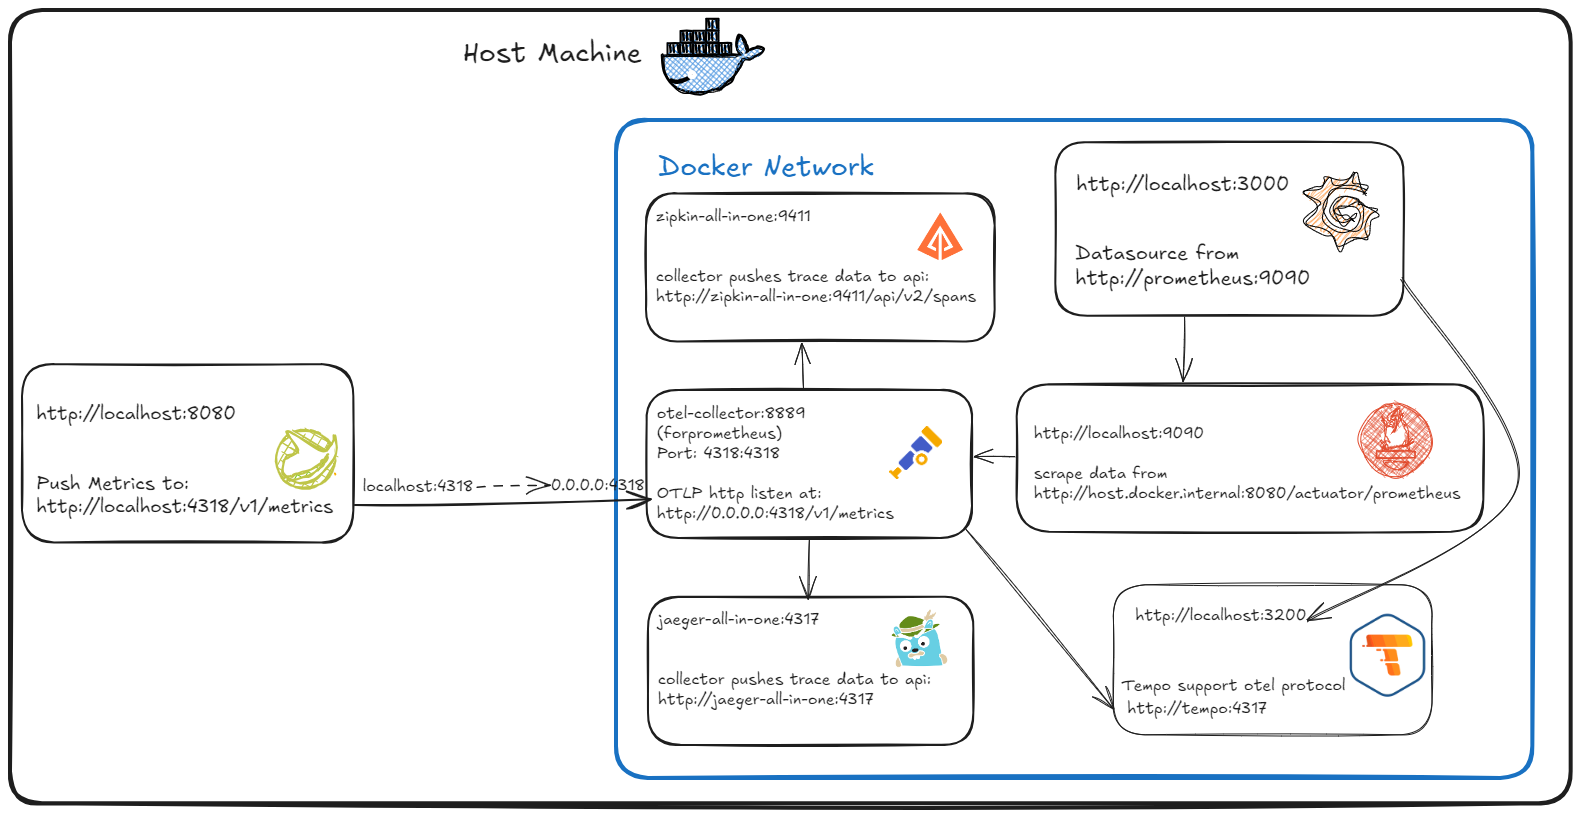 Host Machine
Docker Network
http://localhost:8080
Push Metrics to:
http://localhost:4318/v1/metrics
localhost:4318
0.0.0.0:4318
zipkin-all-in-one:9411
collector pushes trace data to api:
http://zipkin-all-in-one:9411/api/v2/spans
http://localhost:3000
Datasource from
http://prometheus:9090
otel-collector:8889
(forprometheus)
Port: 4318:4318
OTLP http listen at:
http://0.0.0.0:4318/v1/metrics
http://localhost:9090
scrape data from
http://host.docker.internal:8080/actuator/prometheus
jaeger-all-in-one:4317
collector pushes trace data to api:
http://jaeger-all-in-one:4317
http://localhost:3200
Tempo support otel protocol
http://tempo:4317